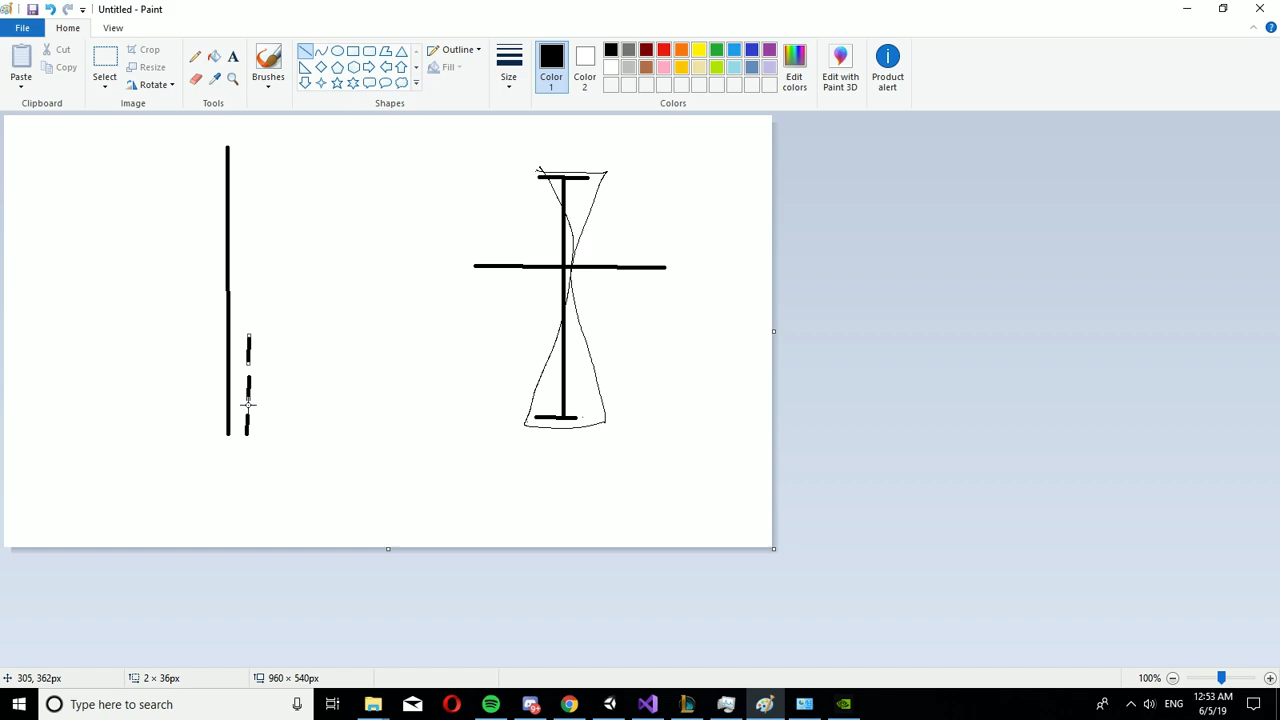 Untitled - Paint
File
Home
View
Paste
Cut
Copy
Clipboard
Select
Crop
Resize
Rotate
Image
A
Tools
Brushes
Outline
Fill
Shapes
Size
Color
1
Color
2
Edit
colors
Colors
Edit with
Paint 3D
Product
alert
305, 362px
2 × 36px
960 × 540px
100%
Type here to search
ENG
12:53 AM
6/5/19